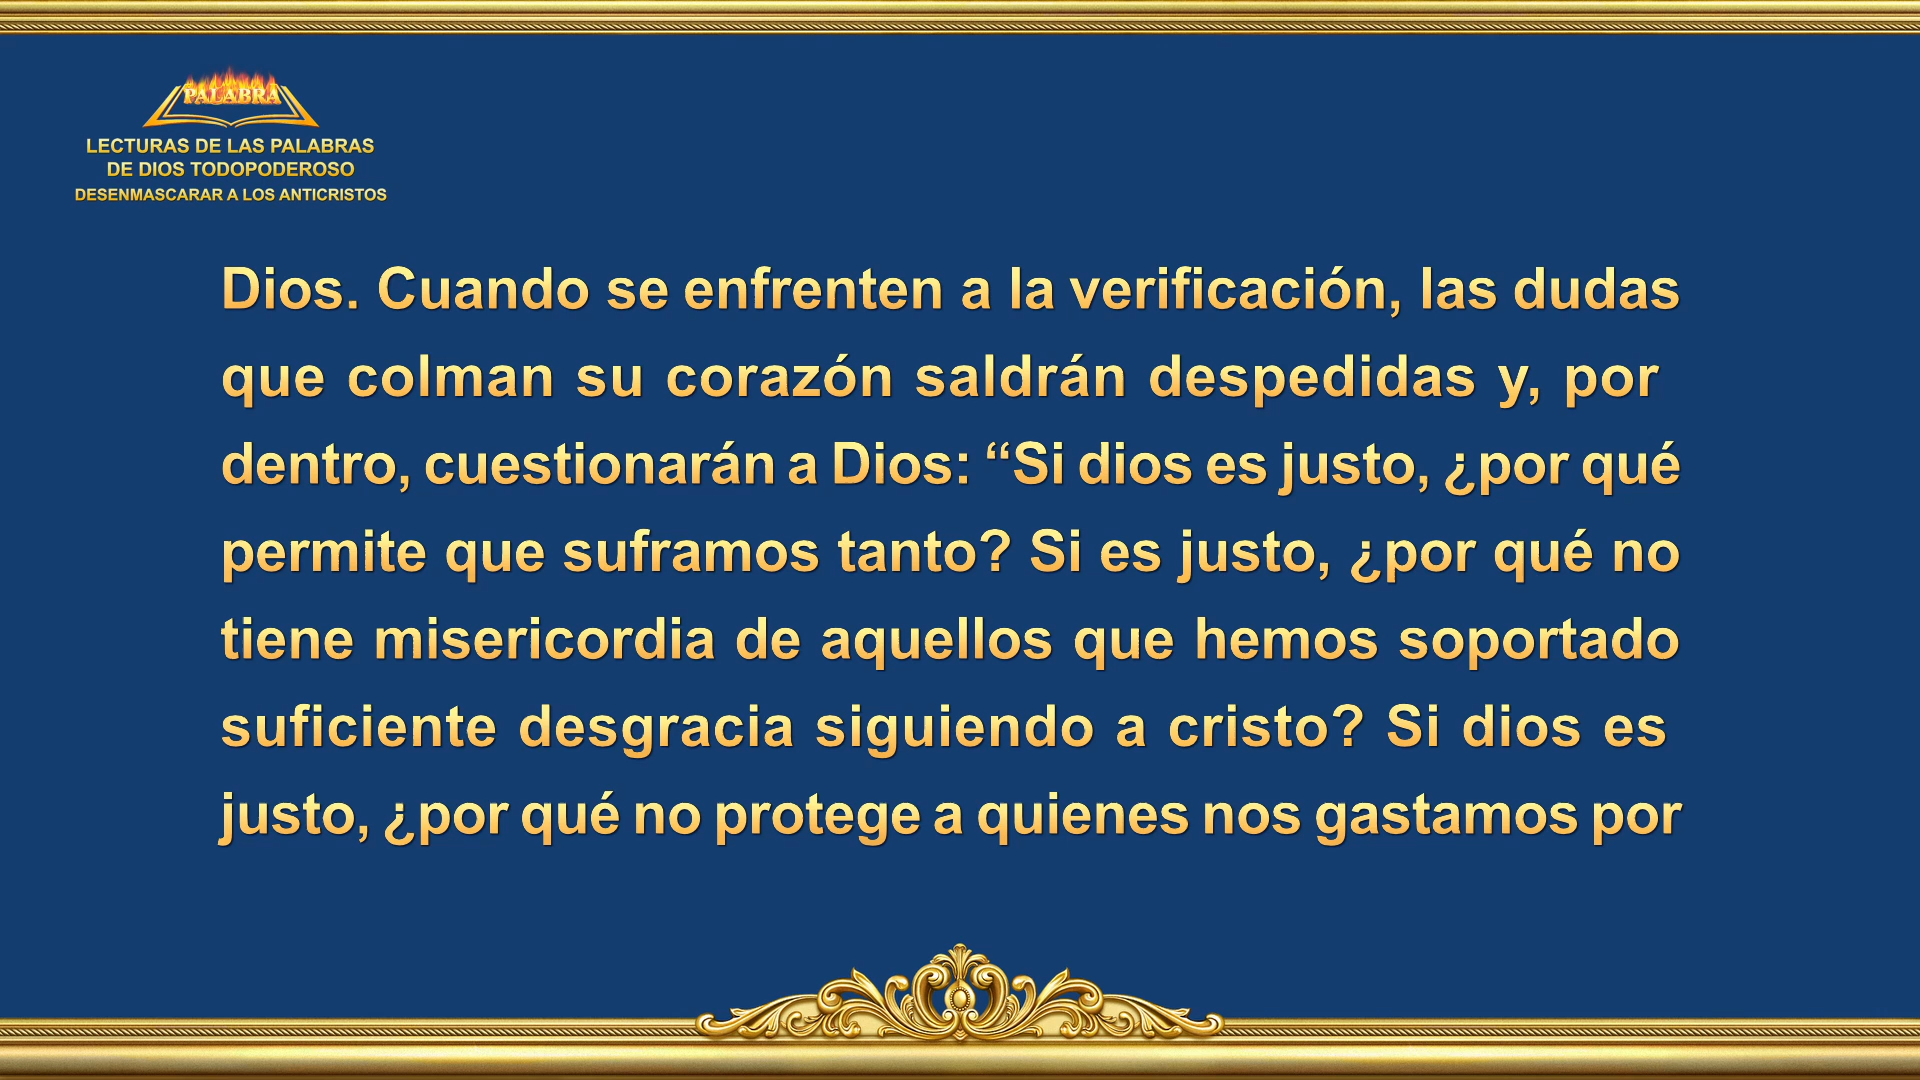 PALABRA
LECTURAS DE LAS PALABRAS
DE DIOS TODOPODEROSO
DESENMASCARAR A LOS ANTICRISTOS
Dios. Cuando se enfrenten a la verificación, las dudas
que colman su corazón saldrán despedidas y, por
dentro, cuestionarán a Dios: “Si dios es justo, ¿por qué
permite que suframos tanto? Si es justo, ¿por qué no
tiene misericordia de aquellos que hemos soportado
suficiente desgracia siguiendo a cristo? Si dios es
justo, ¿por qué no protege a quienes nos gastamos por